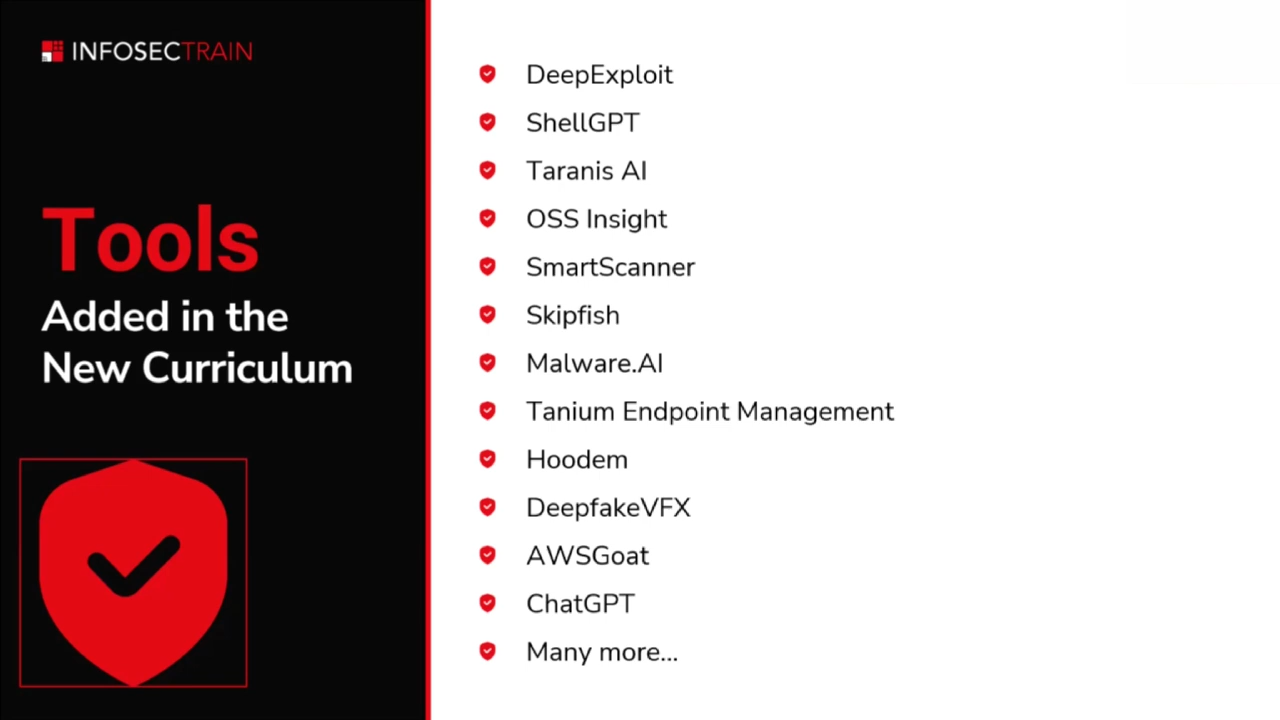 INFOSECTRAIN
Tools
Added in the
New Curriculum
DeepExploit
ShellGPT
Taranis AI
OSS Insight
SmartScanner
Skipfish
Malware.AI
Tanium Endpoint Management
Hoodem
DeepfakeVFX
AWSGoat
ChatGPT
Many more...